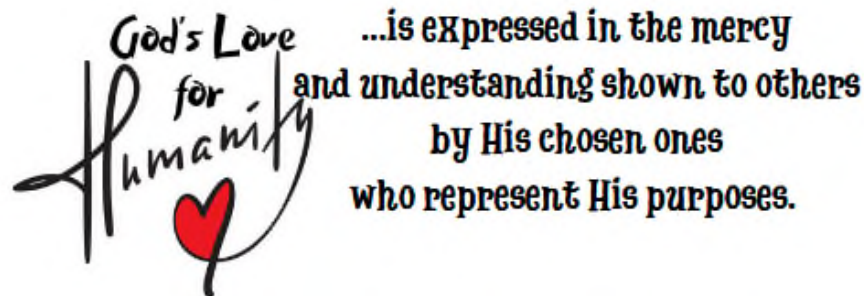 God's Love
for
Humanity
...is expressed in the mercy
and understanding shown to others
by His chosen ones
who represent His purposes.